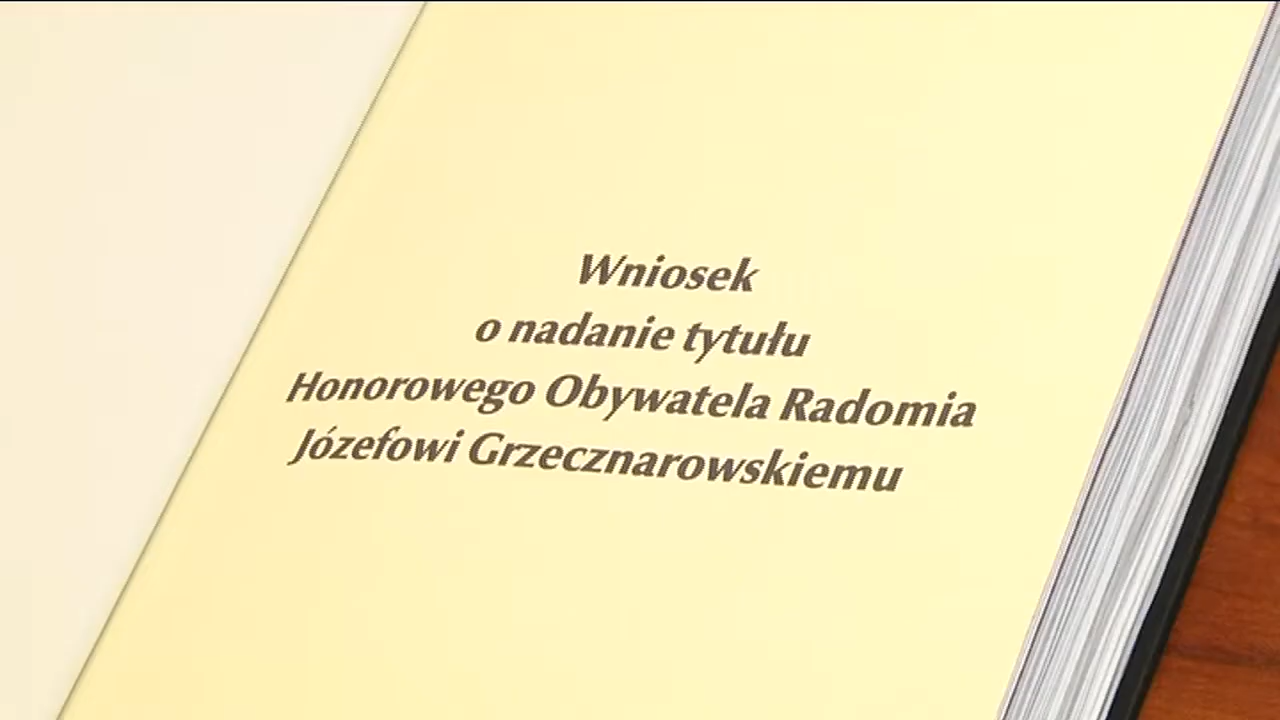 Wniosek
o nadanie tytułu
Honorowego Obywatela Radomia
Józefowi Grzecznarowskiemu